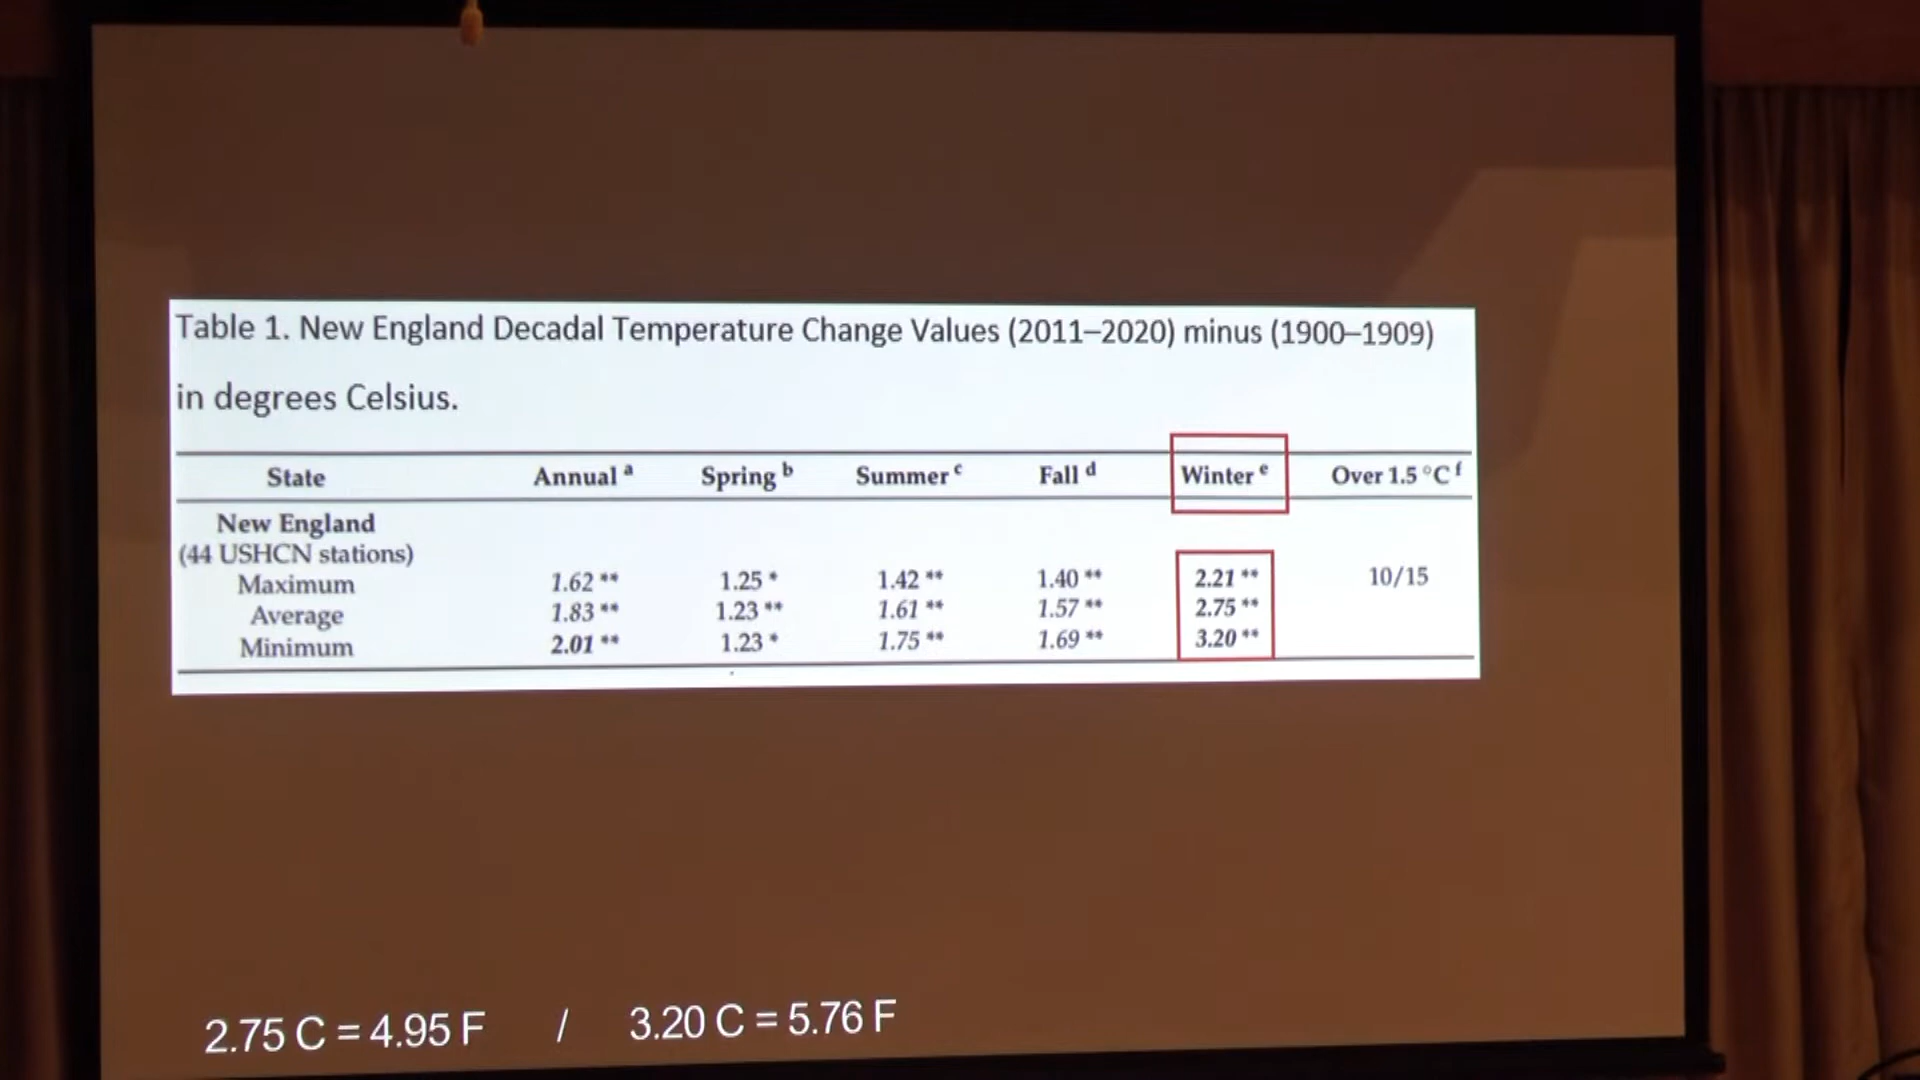 Table 1. New England Decadal Temperature Change Values (2011–2020) minus (1900–1909)
in degrees Celsius.
State Annual a Spring b Summer c Fall d Winter e Over 1.5 °C f
New England
(44 USHCN stations)
Maximum 1.62 ** 1.25 * 1.42 ** 1.40 ** 2.21 ** 10/15
Average 1.83 ** 1.23 ** 1.61 ** 1.57 ** 2.75 **
Minimum 2.01 ** 1.23 * 1.75 ** 1.69 ** 3.20 **
2.75 C = 4.95 F / 3.20 C = 5.76 F